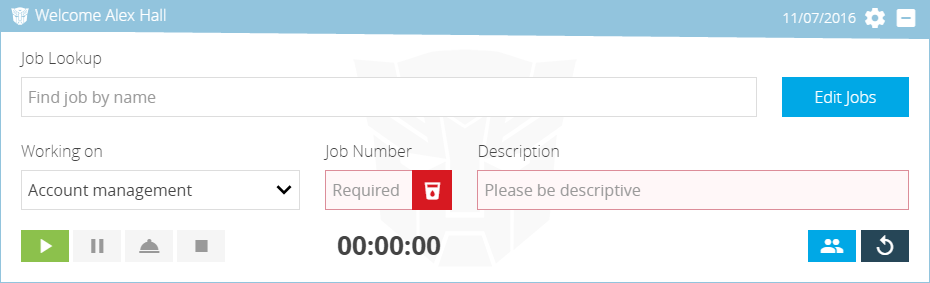 Welcome Alex Hall
11/07/2016
Job Lookup
Find job by name
Edit Jobs
Working on
Job Number
Description
Account management
Required
Please be descriptive
00:00:00